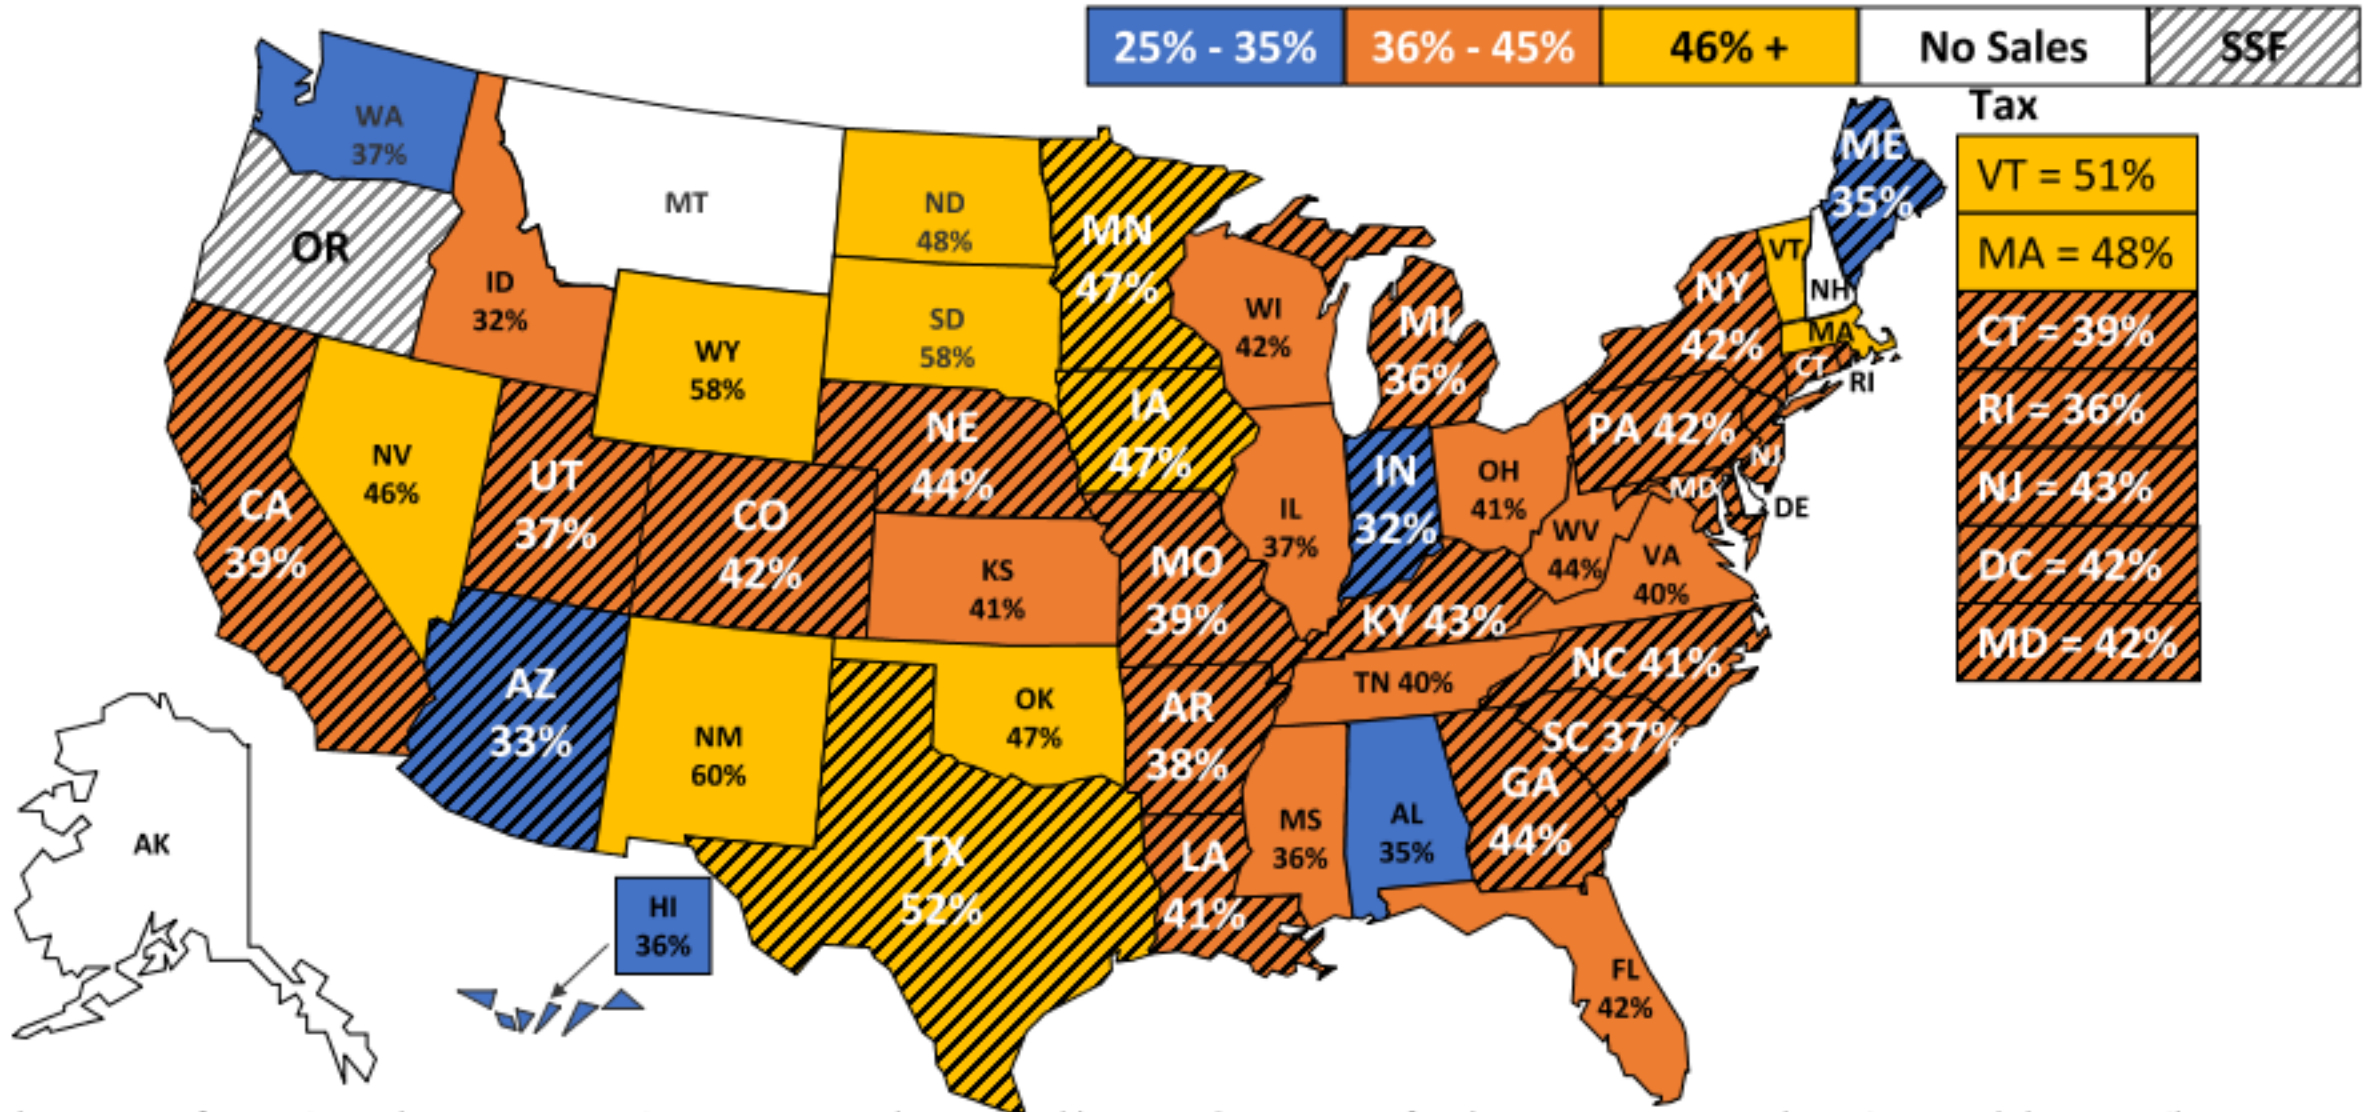 25% - 35%
36% - 45%
46% +
No Sales
SSF
Tax
VT = 51%
MA = 48%
CT = 39%
RI = 36%
NJ = 43%
DC = 42%
MD = 42%
WA
37%
OR
ID
32%
MT
ND
48%
SD
58%
WY
58%
MN
47%
WI
42%
MI
36%
NY
42%
VT
NH
ME
35%
MA
CT
RI
CA
39%
NV
46%
UT
37%
CO
42%
NE
44%
KS
41%
IA
47%
MO
39%
IL
37%
IN
32%
OH
41%
PA 42%
NJ
MD
DE
WV
44%
VA
40%
KY 43%
NC 41%
TN 40%
SC 37%
AZ
33%
NM
60%
OK
47%
TX
52%
AR
38%
LA
41%
MS
36%
AL
35%
GA
44%
FL
42%
AK
HI
36%